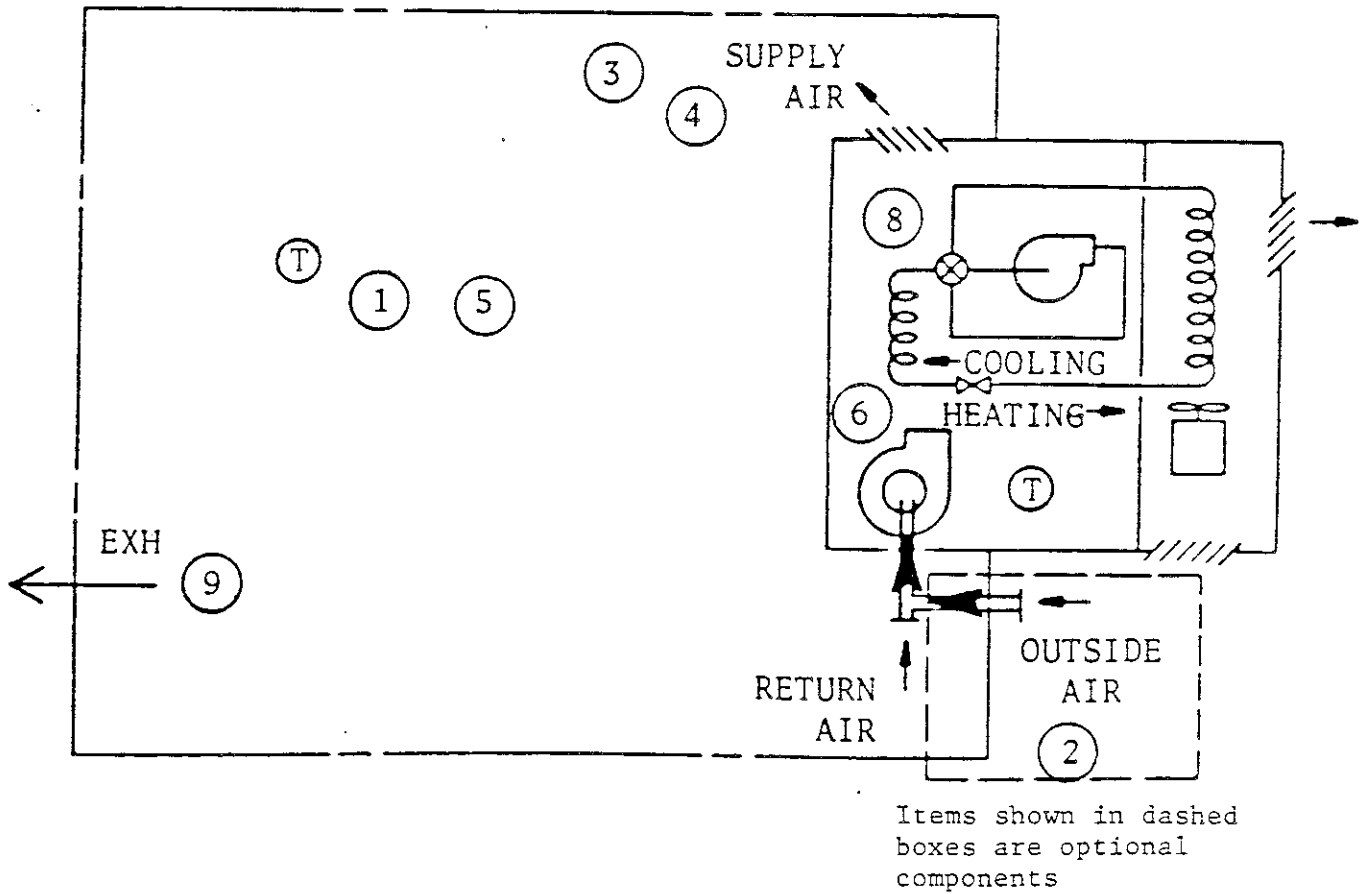 3
4
SUPPLY
AIR
8
T
1
5
COOLING
6
HEATING
T
EXH
9
OUTSIDE
AIR
RETURN
AIR
2
Items shown in dashed
boxes are optional
components